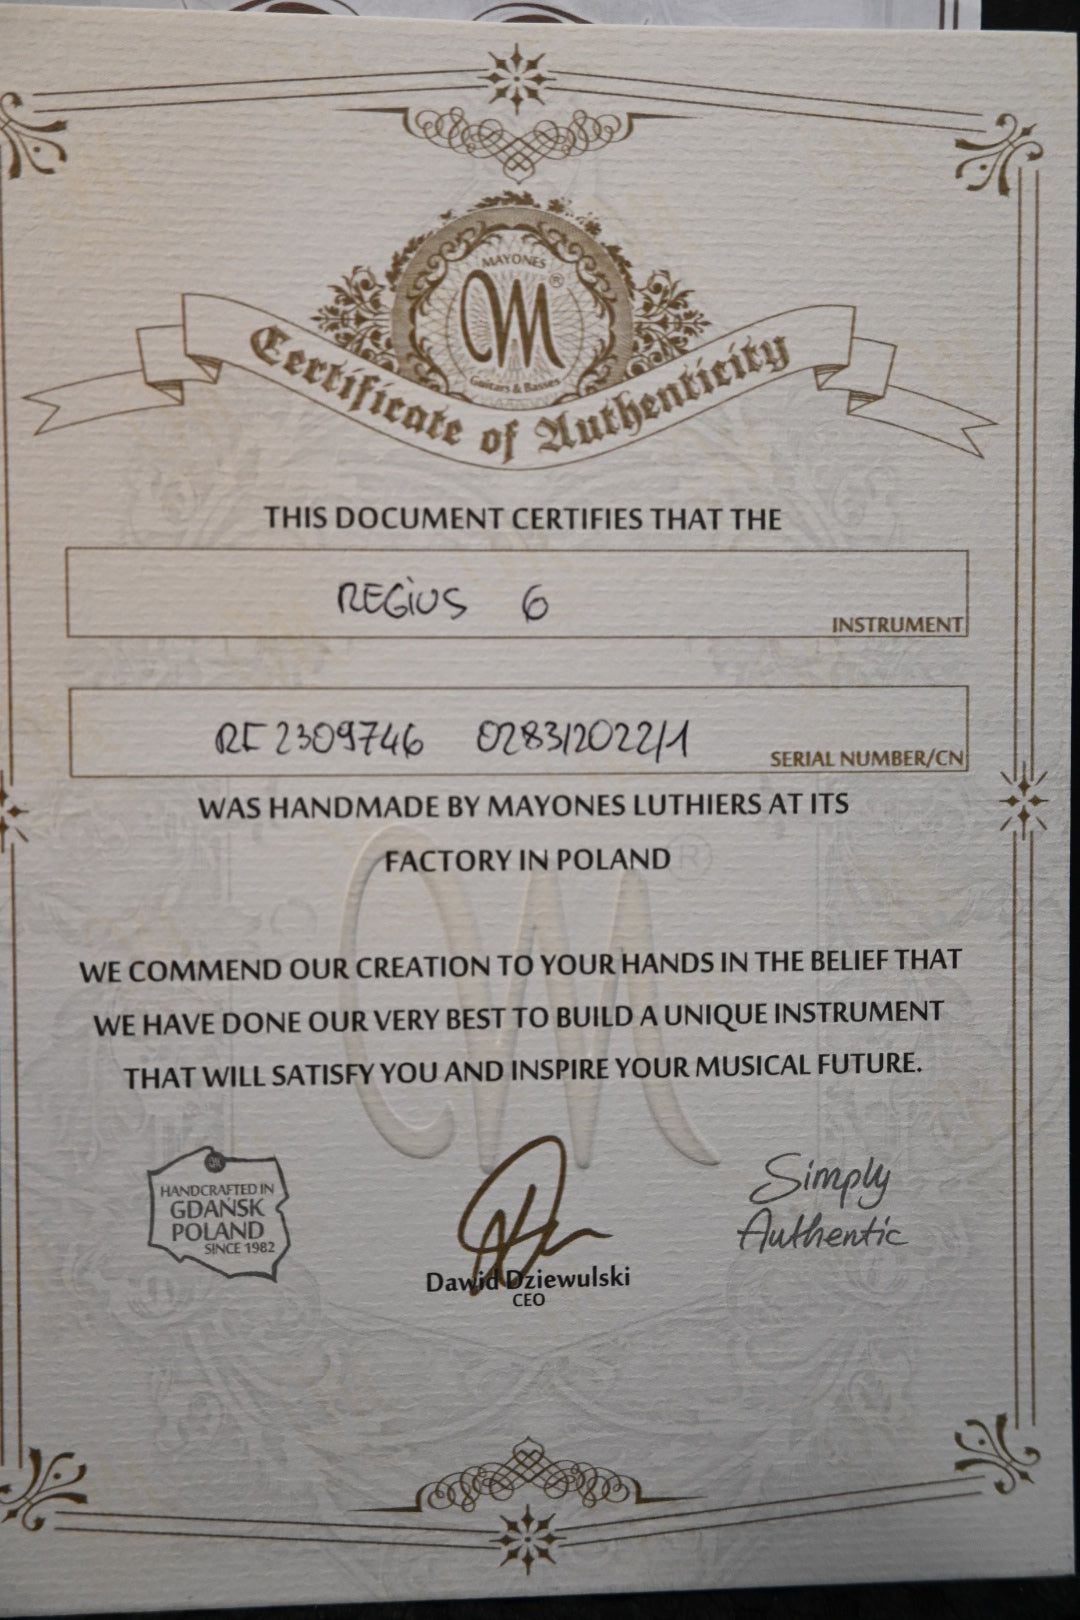 MAYONES
M®
Guitars & Basses
Certificate of Authenticity
THIS DOCUMENT CERTIFIES THAT THE
REGIUS 6
INSTRUMENT
RF2309746 0283/2022/1
SERIAL NUMBER/CN
WAS HANDMADE BY MAYONES LUTHIERS AT ITS
FACTORY IN POLAND
WE COMMEND OUR CREATION TO YOUR HANDS IN THE BELIEF THAT
WE HAVE DONE OUR VERY BEST TO BUILD A UNIQUE INSTRUMENT
THAT WILL SATISFY YOU AND INSPIRE YOUR MUSICAL FUTURE.
HANDCRAFTED IN
GDAŃSK
POLAND
SINCE 1982
Dawid Dziewulski
CEO
Simply
Authentic